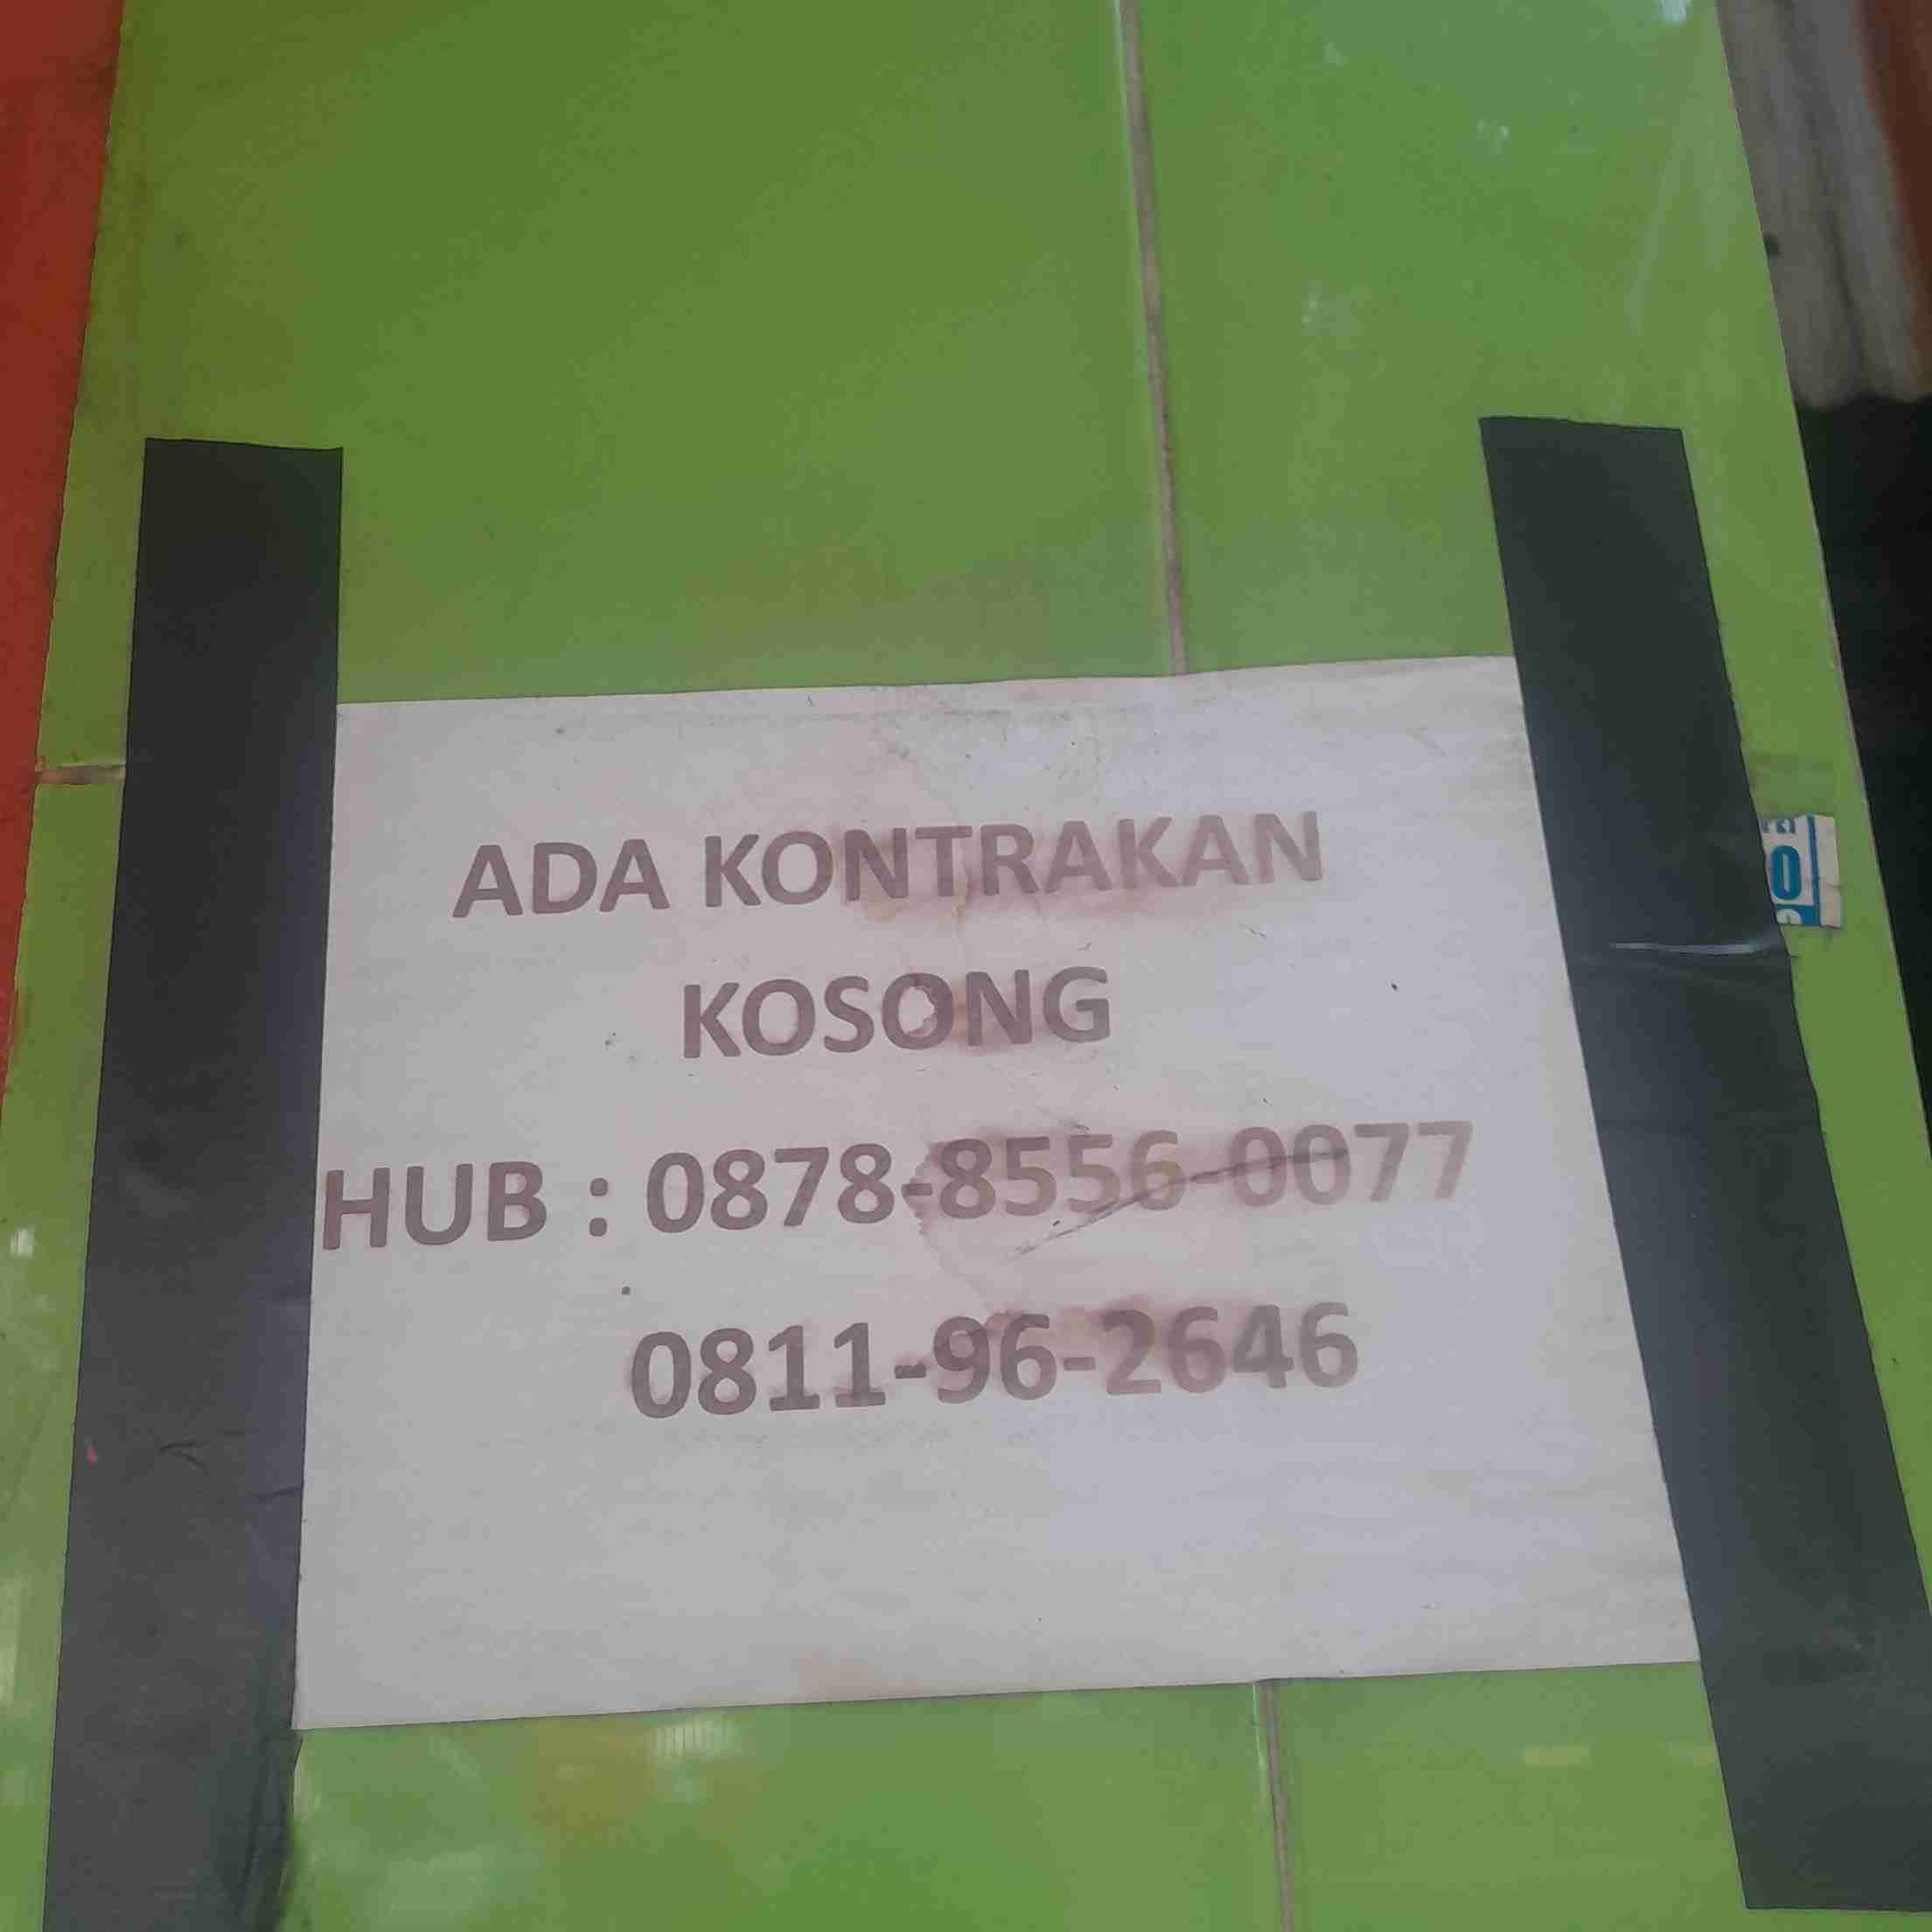 ADA KONTRAKAN
KOSONG
HUB : 0878-8556-0077
0811-96-2646